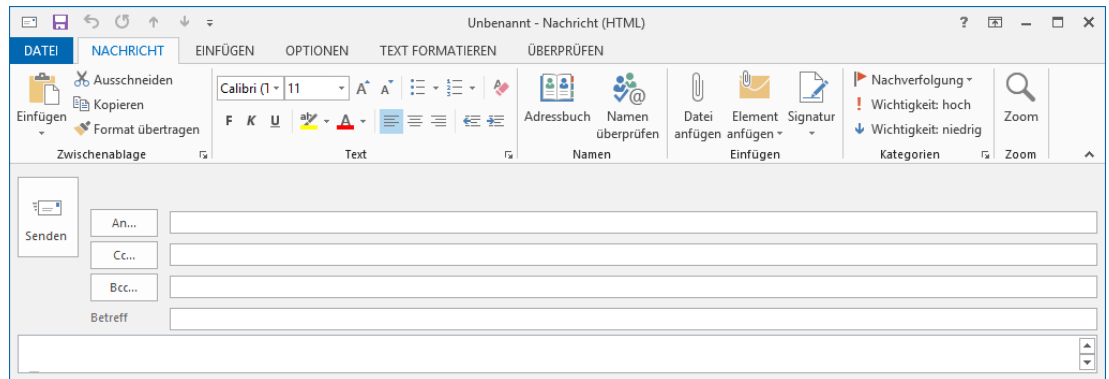 Unbenannt - Nachricht (HTML) ?
DATEI NACHRICHT EINFÜGEN OPTIONEN TEXT FORMATIEREN ÜBERPRÜFEN
Einfügen
Ausschneiden
Kopieren
Format übertragen
Zwischenablage
Calibri (T 11
F K U
Text
Adressbuch
Namen überprüfen
Namen
Datei anfügen
Element anfügen
Signatur
Einfügen
Nachverfolgung
Wichtigkeit: hoch
Wichtigkeit: niedrig
Kategorien
Zoom
Zoom
Senden
An...
Cc...
Bcc...
Betreff